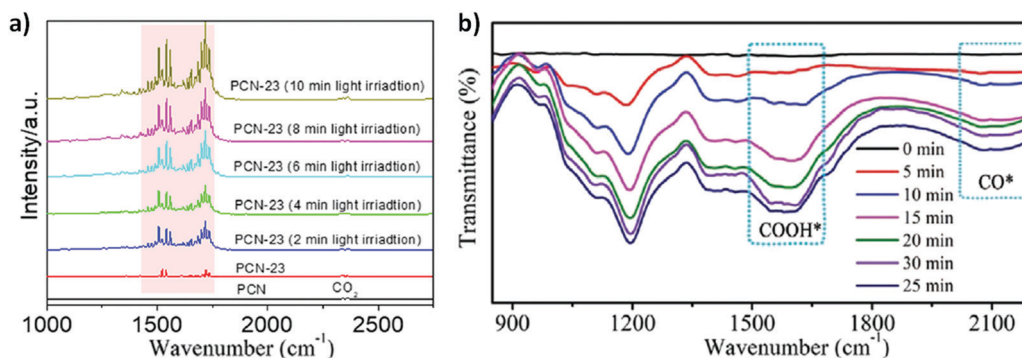 a)
Intensity/a.u.
PCN-23 (10 min light irradtion)
PCN-23 (8 min light irriadtion)
PCN-23 (6 min light irriadtion)
PCN-23 (4 min light irriadtion)
PCN-23 (2 min light irriadtion)
PCN-23
PCN CO2
1000 1500 2000 2500
Wavenumber (cm-1)
b)
Transmittance (%)
COOH*
CO*
0 min
5 min
10 min
15 min
20 min
30 min
25 min
900 1200 1500 1800 2100
Wavenumber (cm-1)